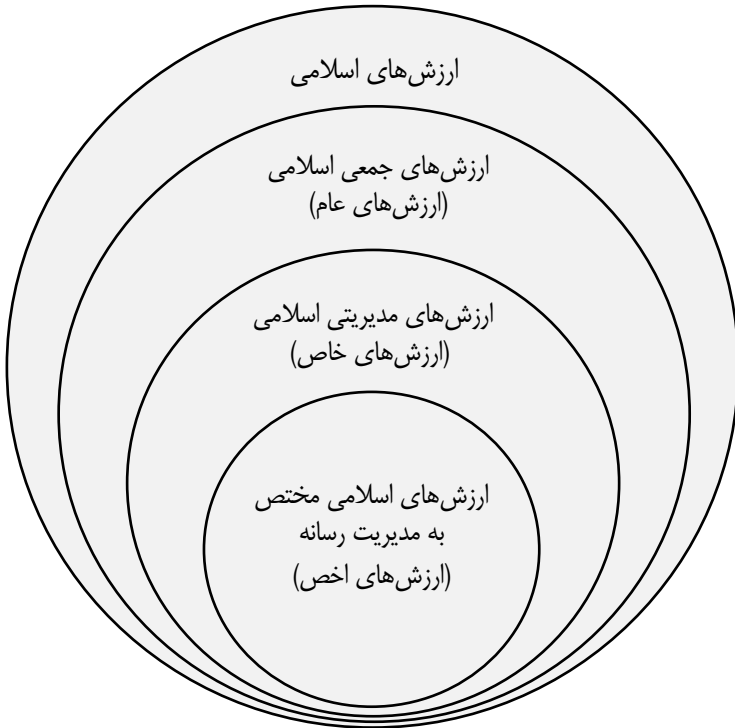 ارزش‌های اسلامی
ارزش‌های جمعی اسلامی
(ارزش‌های عام)
ارزش‌های مدیریتی اسلامی
(ارزش‌های خاص)
ارزش‌های اسلامی مختص
به مدیریت رسانه
(ارزش‌های اخص)